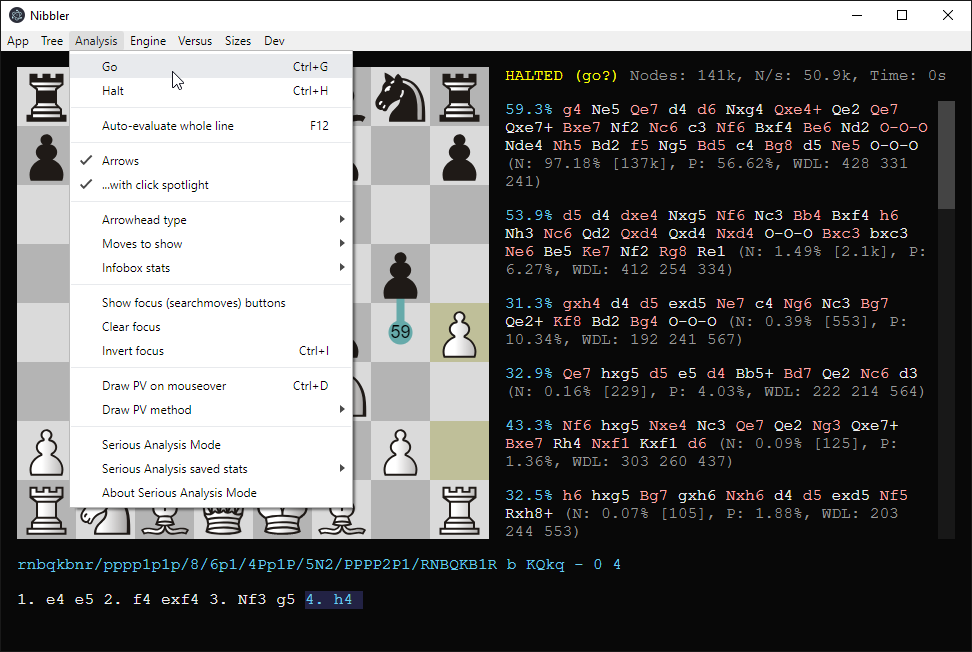 Nibbler
App Tree Analysis Engine Versus Sizes Dev
Go Ctrl+G
Halt Ctrl+H
Auto-evaluate whole line F12
Arrows
...with click spotlight
Arrowhead type
Moves to show
Infobox stats
Show focus (searchmoves) buttons
Clear focus
Invert focus Ctrl+I
Draw PV on mouseover Ctrl+D
Draw PV method
Serious Analysis Mode
Serious Analysis saved stats
About Serious Analysis Mode
59
HALTED (go?) Nodes: 141k, N/s: 50.9k, Time: 0s
59.3% g4 Ne5 Qe7 d4 d6 Nxg4 Qxe4+ Qe2 Qe7
Qxe7+ Bxe7 Nf2 Nc6 c3 Nf6 Bxf4 Be6 Nd2 O-O-O
Nde4 Nh5 Bd2 f5 Ng5 Bd5 c4 Bg8 d5 Ne5 O-O-O
(N: 97.18% [137k], P: 56.62%, WDL: 428 331
241)
53.9% d5 d4 dxe4 Nxg5 Nf6 Nc3 Bb4 Bxf4 h6
Nh3 Nc6 Qd2 Qxd4 Qxd4 Nxd4 O-O-O Bxc3 bxc3
Ne6 Be5 Ke7 Nf2 Rg8 Re1 (N: 1.49% [2.1k], P:
6.27%, WDL: 412 254 334)
31.3% gxh4 d4 d5 exd5 Ne7 c4 Ng6 Nc3 Bg7
Qe2+ Kf8 Bd2 Bg4 O-O-O (N: 0.39% [553], P:
10.34%, WDL: 192 241 567)
32.9% Qe7 hxg5 d5 e5 d4 Bb5+ Bd7 Qe2 Nc6 d3
(N: 0.16% [229], P: 4.03%, WDL: 222 214 564)
43.3% Nf6 hxg5 Nxe4 Nc3 Qe7 Qe2 Ng3 Qxe7+
Bxe7 Rh4 Nxf1 Kxf1 d6 (N: 0.09% [125], P:
1.36%, WDL: 303 260 437)
32.5% h6 hxg5 Bg7 gxh6 Nxh6 d4 d5 exd5 Nf5
Rxh8+ (N: 0.07% [105], P: 1.88%, WDL: 203
244 553)
rnbqkbnr/pppp1p1p/8/6p1/4Pp1P/5N2/PPPP2P1/RNBQKB1R b KQkq - 0 4
1. e4 e5 2. f4 exf4 3. Nf3 g5 4. h4